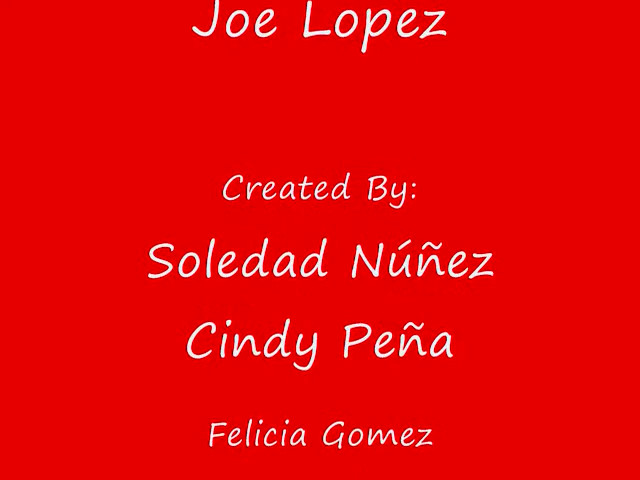 Joe Lopez
Created By:
Soledad Núñez
Cindy Peña
Felicia Gomez